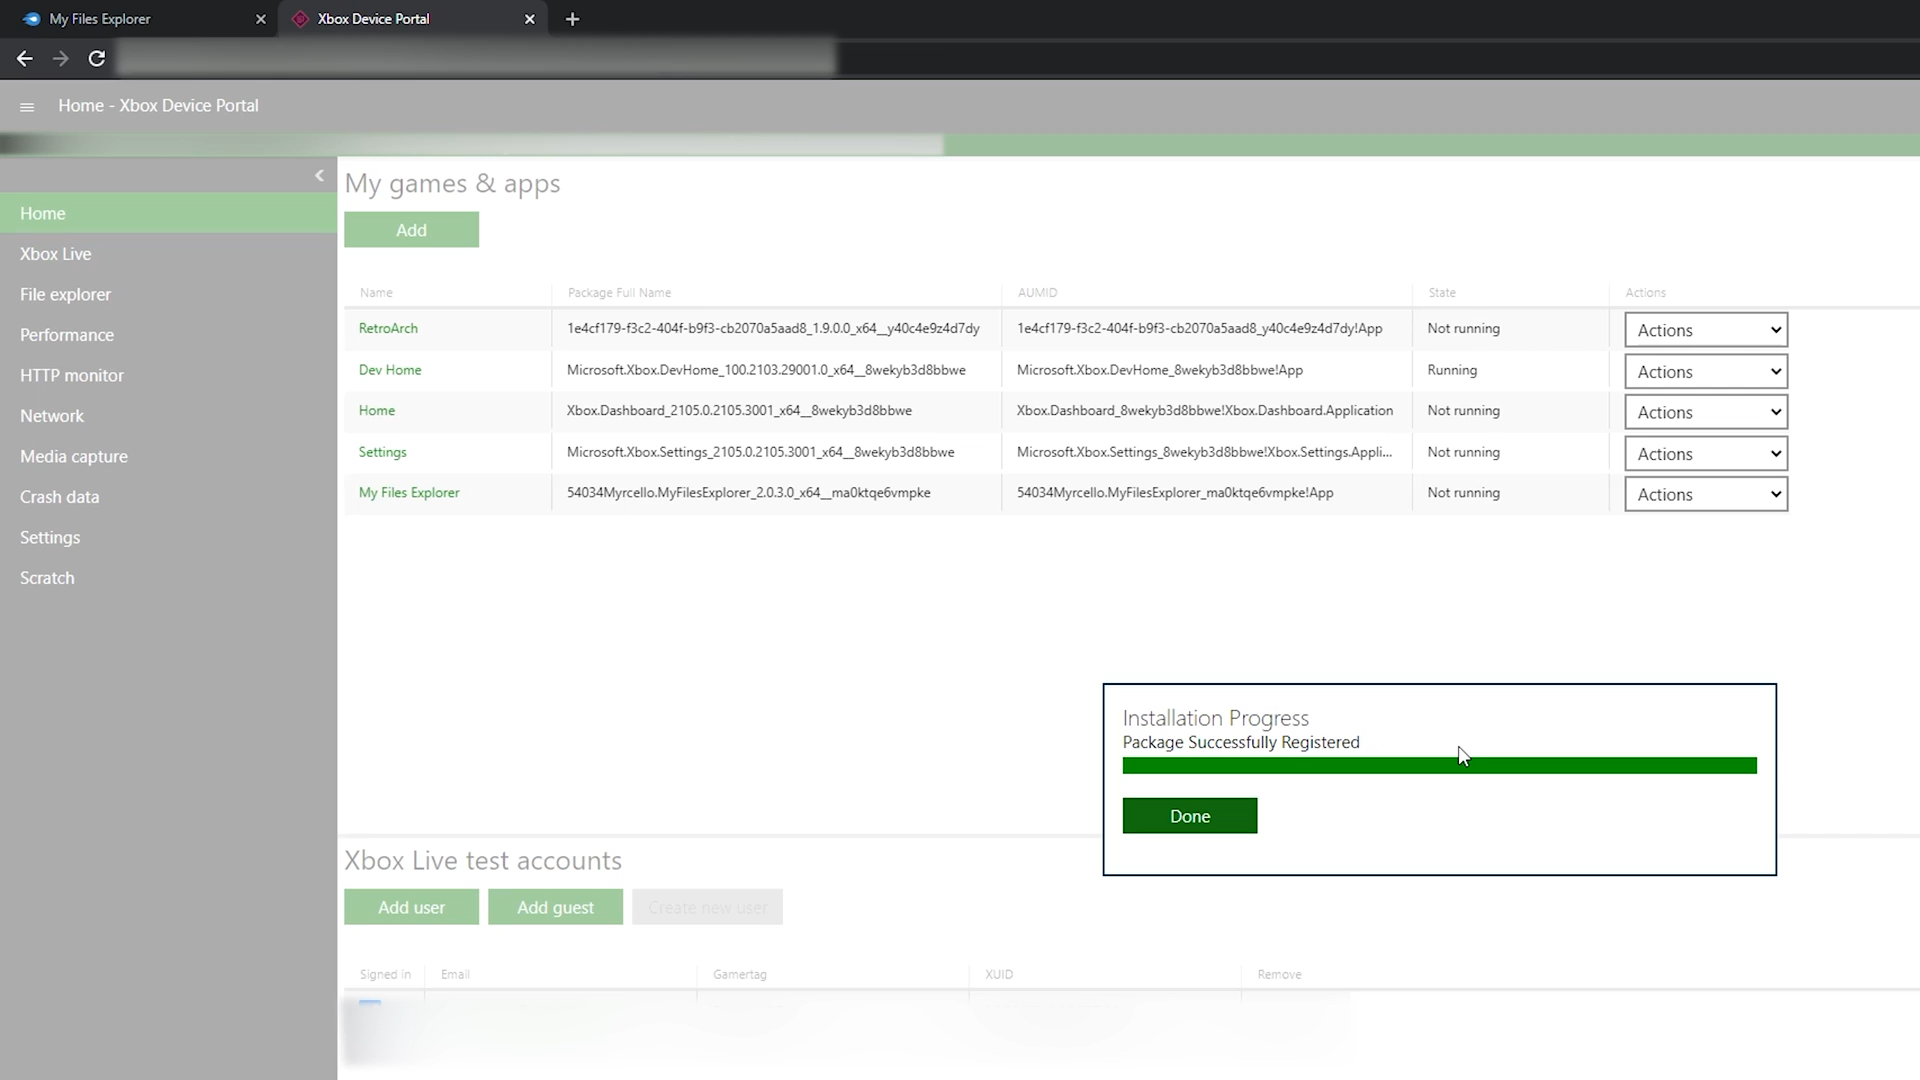 My Files Explorer
Xbox Device Portal
Home - Xbox Device Portal
Home
Xbox Live
File explorer
Performance
HTTP monitor
Network
Media capture
Crash data
Settings
Scratch
My games & apps
Add
Name Package Full Name AUMID State Actions
RetroArch 1e4cf179-f3c2-404f-b9f3-cb2070a5aad8_1.9.0.0_x64__y40c4e9z4d7dy 1e4cf179-f3c2-404f-b9f3-cb2070a5aad8_y40c4e9z4d7dy!App Not running Actions
Dev Home Microsoft.Xbox.DevHome_100.2103.29001.0_x64__8wekyb3d8bbwe Microsoft.Xbox.DevHome_8wekyb3d8bbwe!App Running Actions
Home Xbox.Dashboard_2105.0.2105.3001_x64__8wekyb3d8bbwe Xbox.Dashboard_8wekyb3d8bbwe!Xbox.Dashboard.Application Not running Actions
Settings Microsoft.Xbox.Settings_2105.0.2105.3001_x64__8wekyb3d8bbwe Microsoft.Xbox.Settings_8wekyb3d8bbwe!Xbox.Settings.Appli... Not running Actions
My Files Explorer 54034Myrcello.MyFilesExplorer_2.0.3.0_x64__ma0ktqe6vmpke 54034Myrcello.MyFilesExplorer_ma0ktqe6vmpke!App Not running Actions
Installation Progress
Package Successfully Registered
Done
Xbox Live test accounts
Add user Add guest Create new user
Signed in Email Gamertag XUID Remove